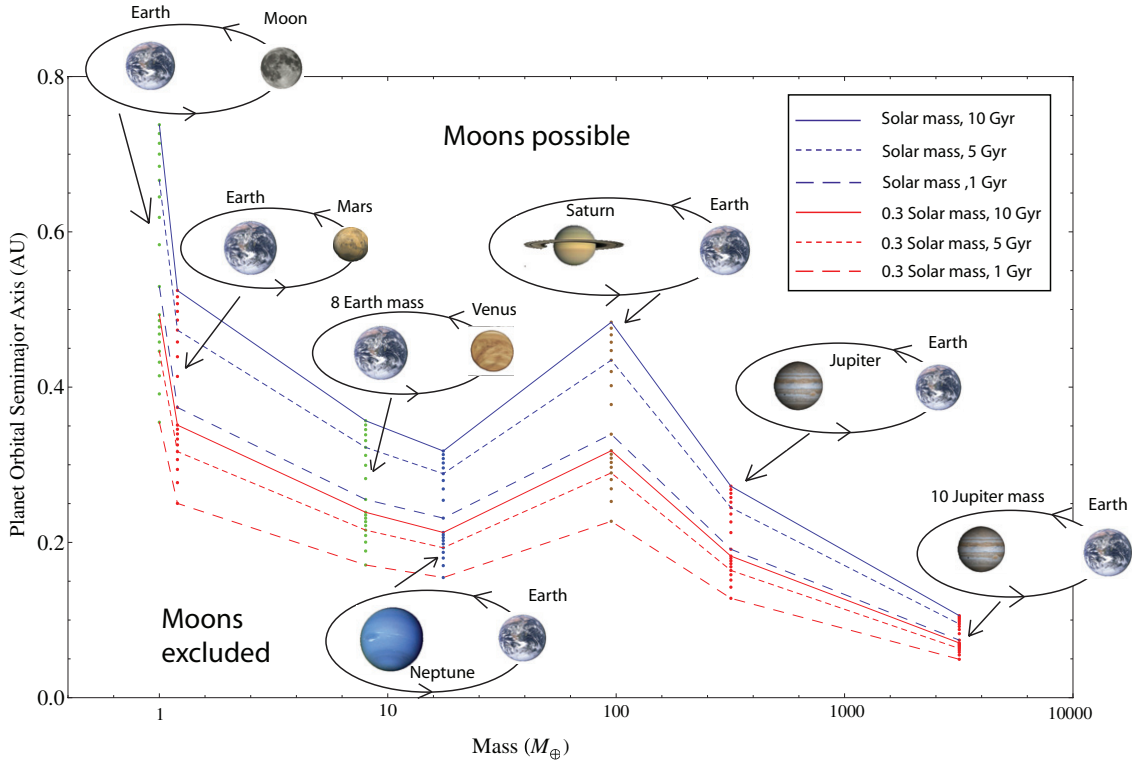 Earth
Moon
0.8
0.6
0.4
0.2
0.0
Planet Orbital Semimajor Axis (AU)
Moons possible
Solar mass, 10 Gyr
Solar mass, 5 Gyr
Solar mass ,1 Gyr
0.3 Solar mass, 10 Gyr
0.3 Solar mass, 5 Gyr
0.3 Solar mass, 1 Gyr
Earth
Mars
Saturn
Earth
8 Earth mass
Venus
Jupiter
Earth
10 Jupiter mass
Earth
Moons
excluded
Earth
Neptune
1
10
100
1000
10000
Mass (M⊕)